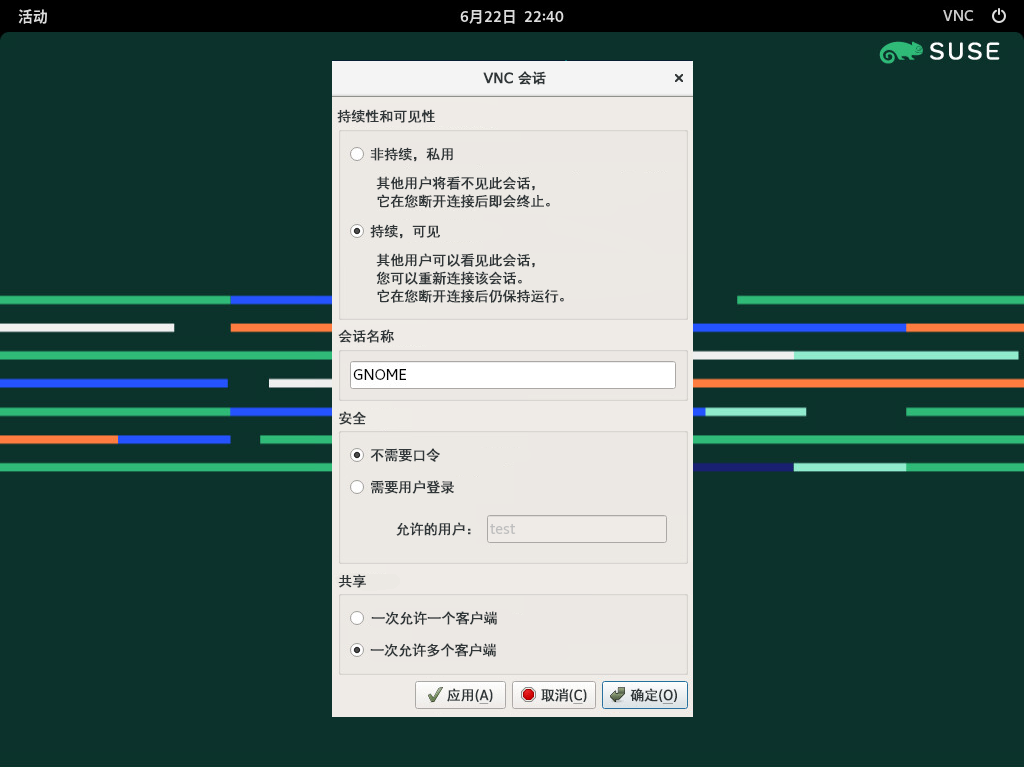 活动
6月22日 22:40
VNC
SUSE
VNC 会话
持续性和可见性
非持续，私用
其他用户将看不见此会话，
它在您断开连接后即会终止。
持续，可见
其他用户可以看见此会话，
您可以重新连接该会话。
它在您断开连接后仍保持运行。
会话名称
GNOME
安全
不需要口令
需要用户登录
允许的用户： test
共享
一次允许一个客户端
一次允许多个客户端
应用(A) 取消(C) 确定(O)